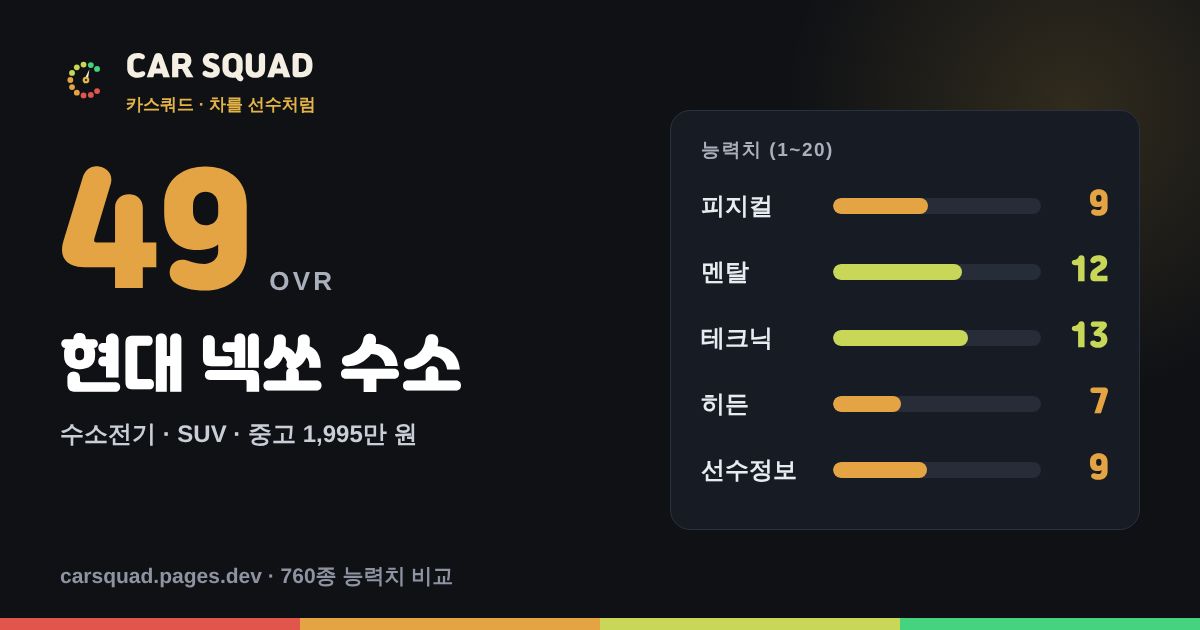 CAR SQUAD
카스쿼드 · 차를 선수처럼
49 OVR
현대 넥쏘 수소
수소전기 · SUV · 중고 1,995만 원
능력치 (1~20)
피지컬 9
멘탈 12
테크닉 13
히든 7
선수정보 9
carsquad.pages.dev · 760종 능력치 비교